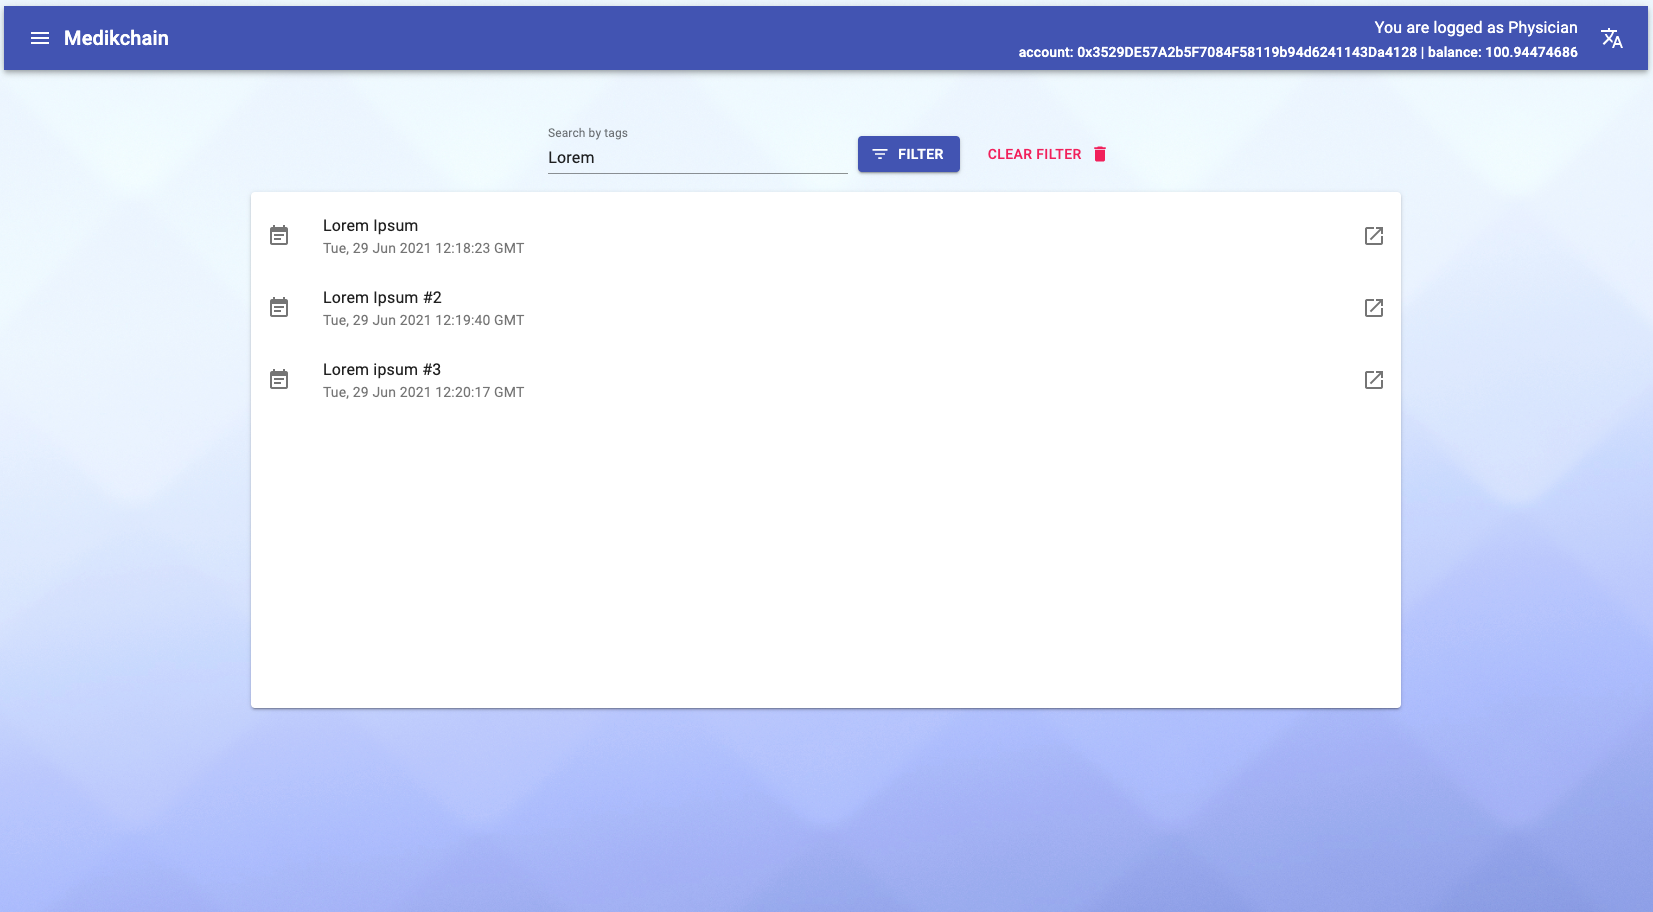 Medikchain
You are logged as Physician
account: 0x3529DE57A2b5F7084F58119b94d6241143Da4128 | balance: 100.94474686
Search by tags
Lorem
FILTER
CLEAR FILTER
Lorem Ipsum
Tue, 29 Jun 2021 12:18:23 GMT
Lorem Ipsum #2
Tue, 29 Jun 2021 12:19:40 GMT
Lorem ipsum #3
Tue, 29 Jun 2021 12:20:17 GMT